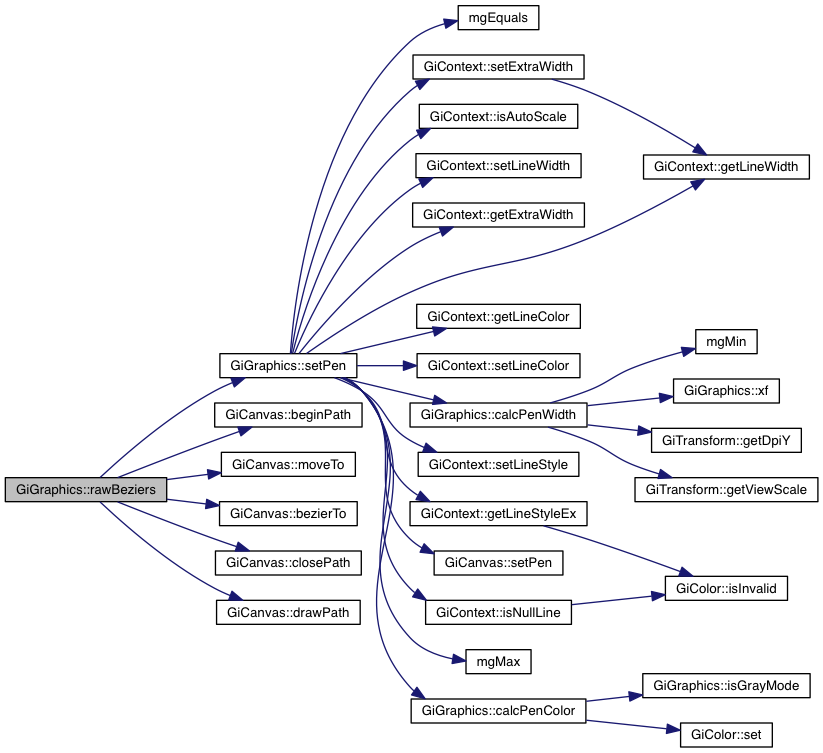 mgEquals
GiContext::setExtraWidth
GiContext::isAutoScale
GiContext::setLineWidth
GiContext::getLineWidth
GiContext::getExtraWidth
GiContext::getLineColor
mgMin
GiGraphics::setPen
GiContext::setLineColor
GiGraphics::xf
GiCanvas::beginPath
GiGraphics::calcPenWidth
GiTransform::getDpiY
GiCanvas::moveTo
GiContext::setLineStyle
GiGraphics::rawBeziers
GiTransform::getViewScale
GiCanvas::bezierTo
GiContext::getLineStyleEx
GiCanvas::closePath
GiCanvas::setPen
GiColor::isInvalid
GiCanvas::drawPath
GiContext::isNullLine
mgMax
GiGraphics::isGrayMode
GiGraphics::calcPenColor
GiColor::set